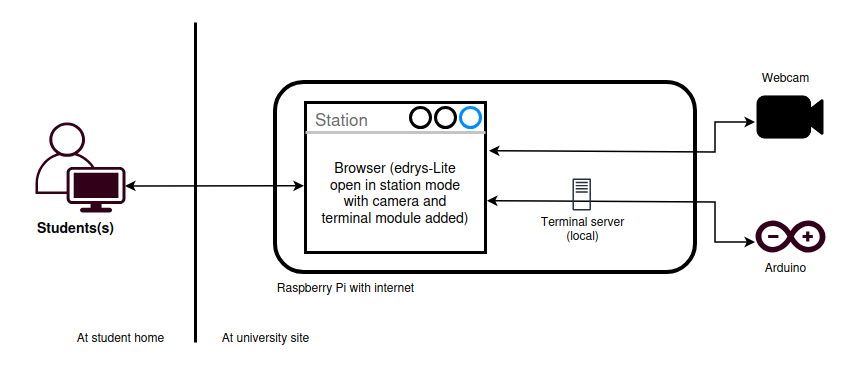 Webcam
Station
Browser (edrys-Lite
open in station mode
with camera and
terminal module added)
Students(s)
Terminal server
(local)
Arduino
Raspberry Pi with internet
At student home
At university site